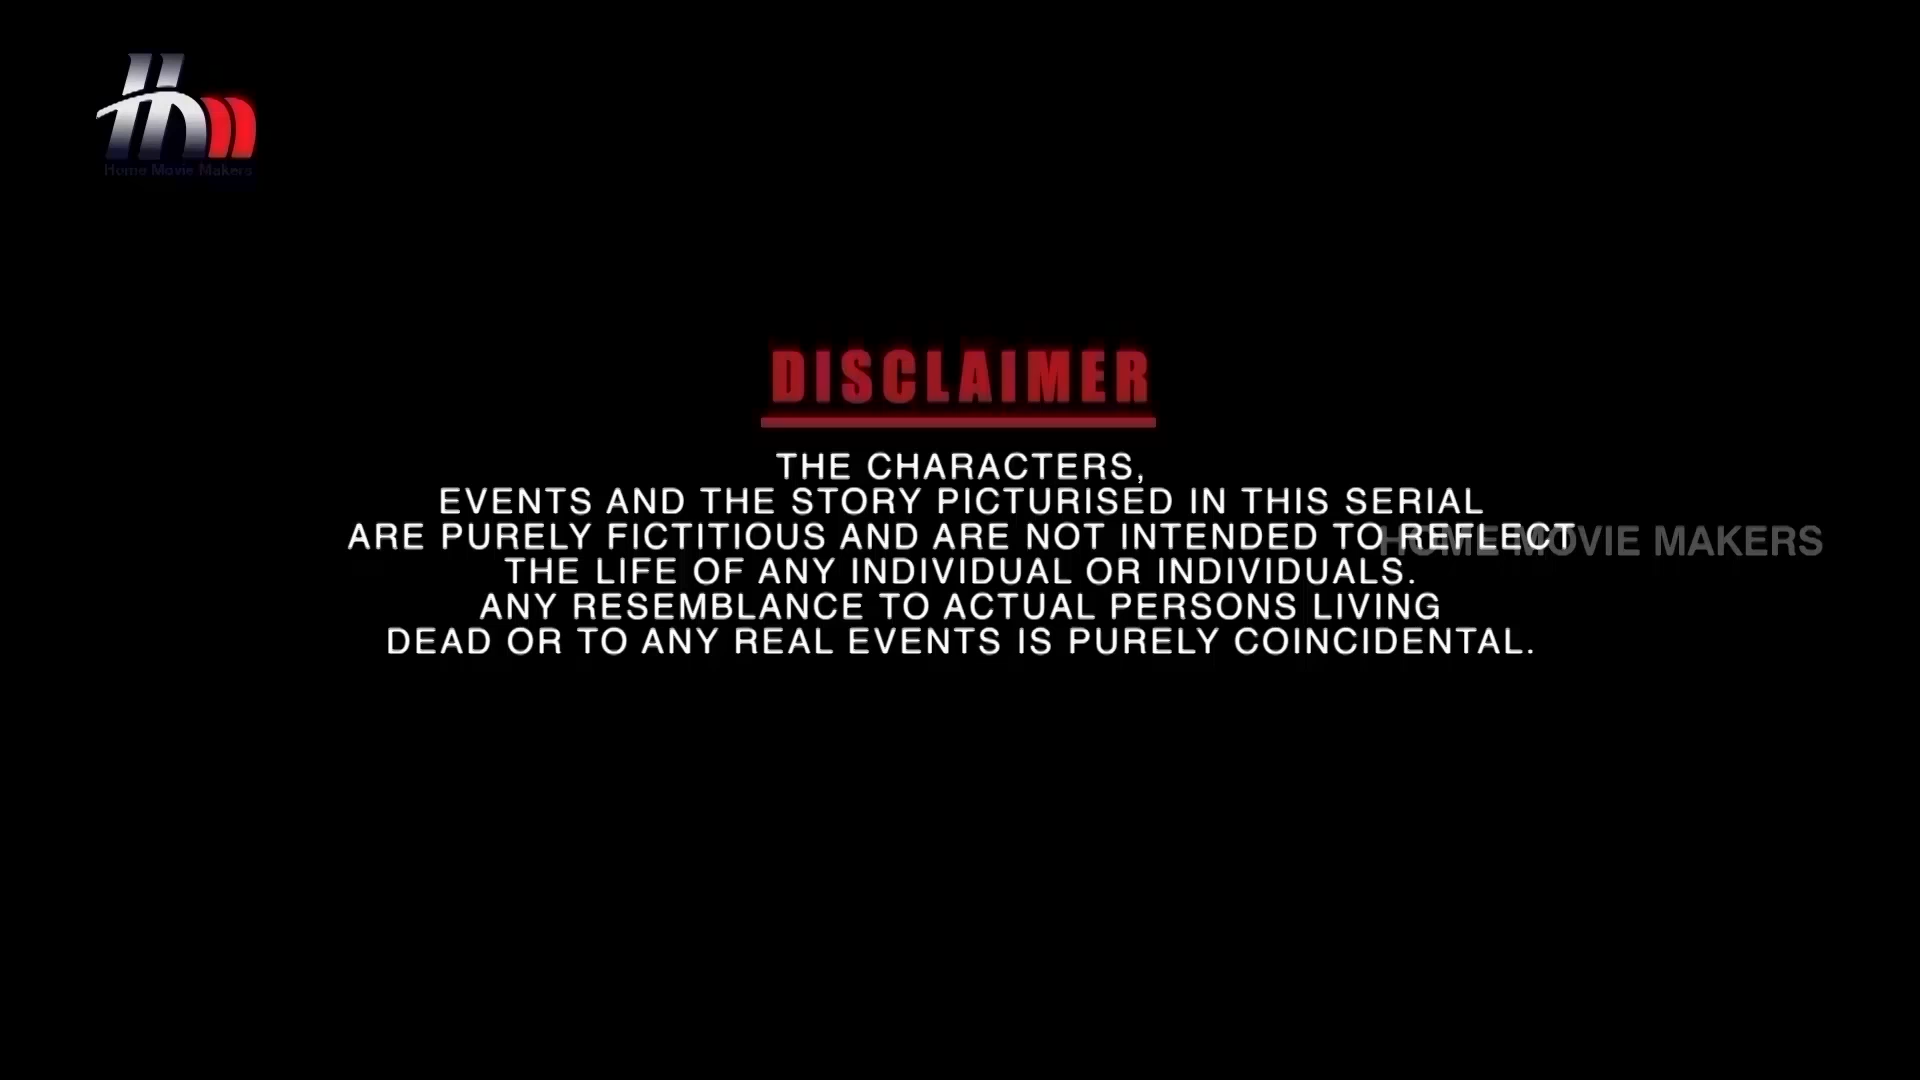 Home Movie Makers
DISCLAIMER
THE CHARACTERS,
EVENTS AND THE STORY PICTURISED IN THIS SERIAL
ARE PURELY FICTITIOUS AND ARE NOT INTENDED TO REFLECT
HOME MOVIE MAKERS
THE LIFE OF ANY INDIVIDUAL OR INDIVIDUALS.
ANY RESEMBLANCE TO ACTUAL PERSONS LIVING
DEAD OR TO ANY REAL EVENTS IS PURELY COINCIDENTAL.